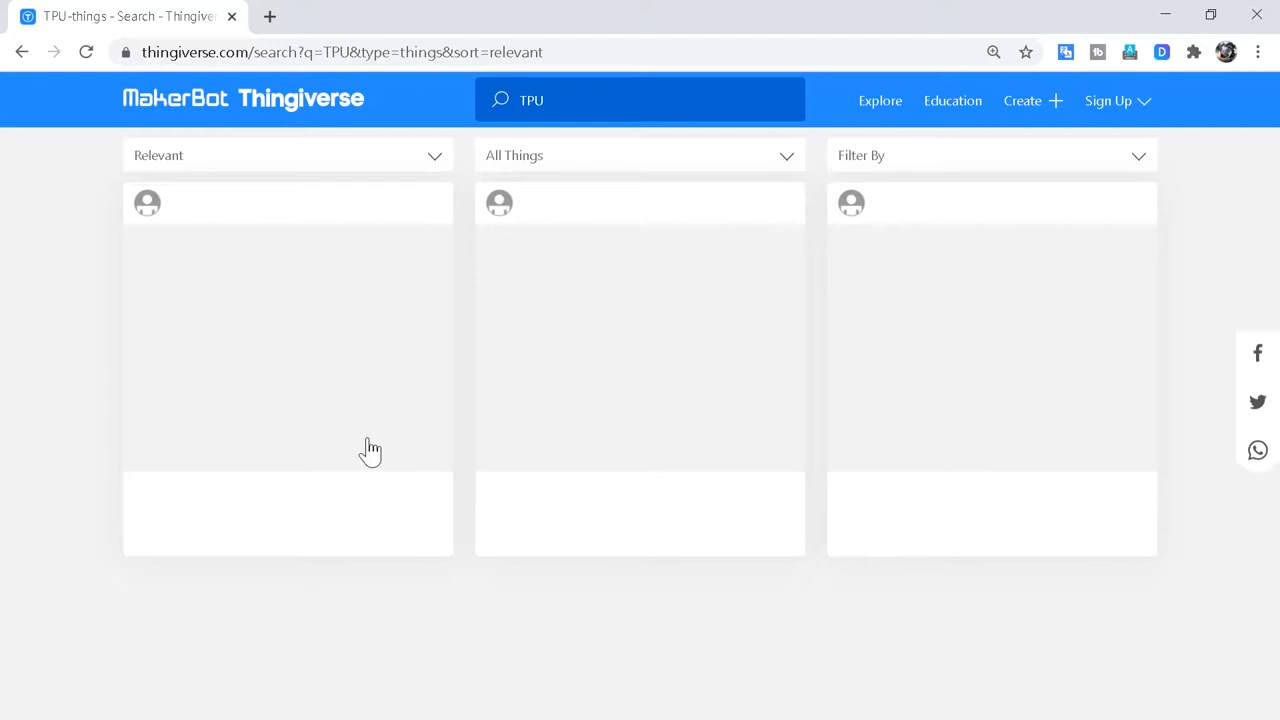 TPU-things - Search - Thingiver
thingiverse.com/search?q=TPU&type=things&sort=relevant
MakerBot Thingiverse
TPU
Explore
Education
Create
Sign Up
Relevant
All Things
Filter By